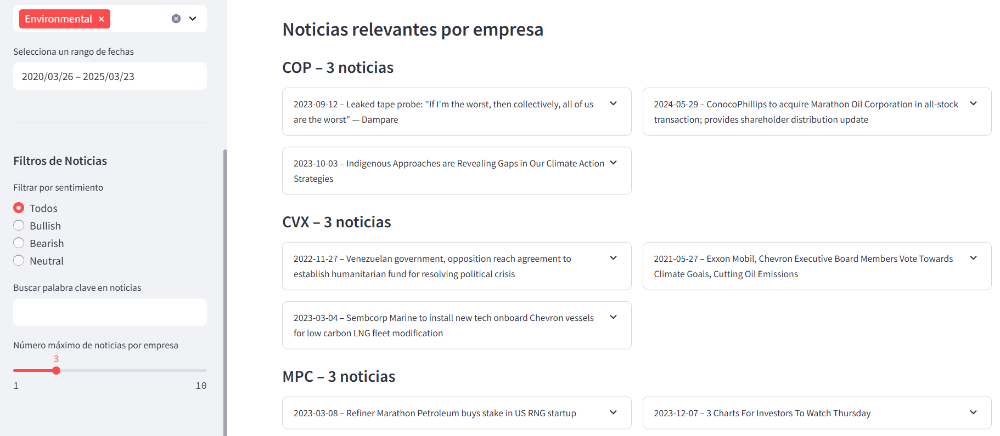 Environmental ×
Selecciona un rango de fechas
2020/03/26 – 2025/03/23
Filtros de Noticias
Filtrar por sentimiento
Todos
Bullish
Bearish
Neutral
Buscar palabra clave en noticias
Número máximo de noticias por empresa
3
1
10
Noticias relevantes por empresa
COP – 3 noticias
2023-09-12 – Leaked tape probe: "If I'm the worst, then collectively, all of us
are the worst" — Dampare
2024-05-29 – ConocoPhillips to acquire Marathon Oil Corporation in all-stock
transaction; provides shareholder distribution update
2023-10-03 – Indigenous Approaches are Revealing Gaps in Our Climate Action
Strategies
CVX – 3 noticias
2022-11-27 – Venezuelan government, opposition reach agreement to
establish humanitarian fund for resolving political crisis
2021-05-27 – Exxon Mobil, Chevron Executive Board Members Vote Towards
Climate Goals, Cutting Oil Emissions
2023-03-04 – Sembcorp Marine to install new tech onboard Chevron vessels
for low carbon LNG fleet modification
MPC – 3 noticias
2023-03-08 – Refiner Marathon Petroleum buys stake in US RNG startup
2023-12-07 – 3 Charts For Investors To Watch Thursday